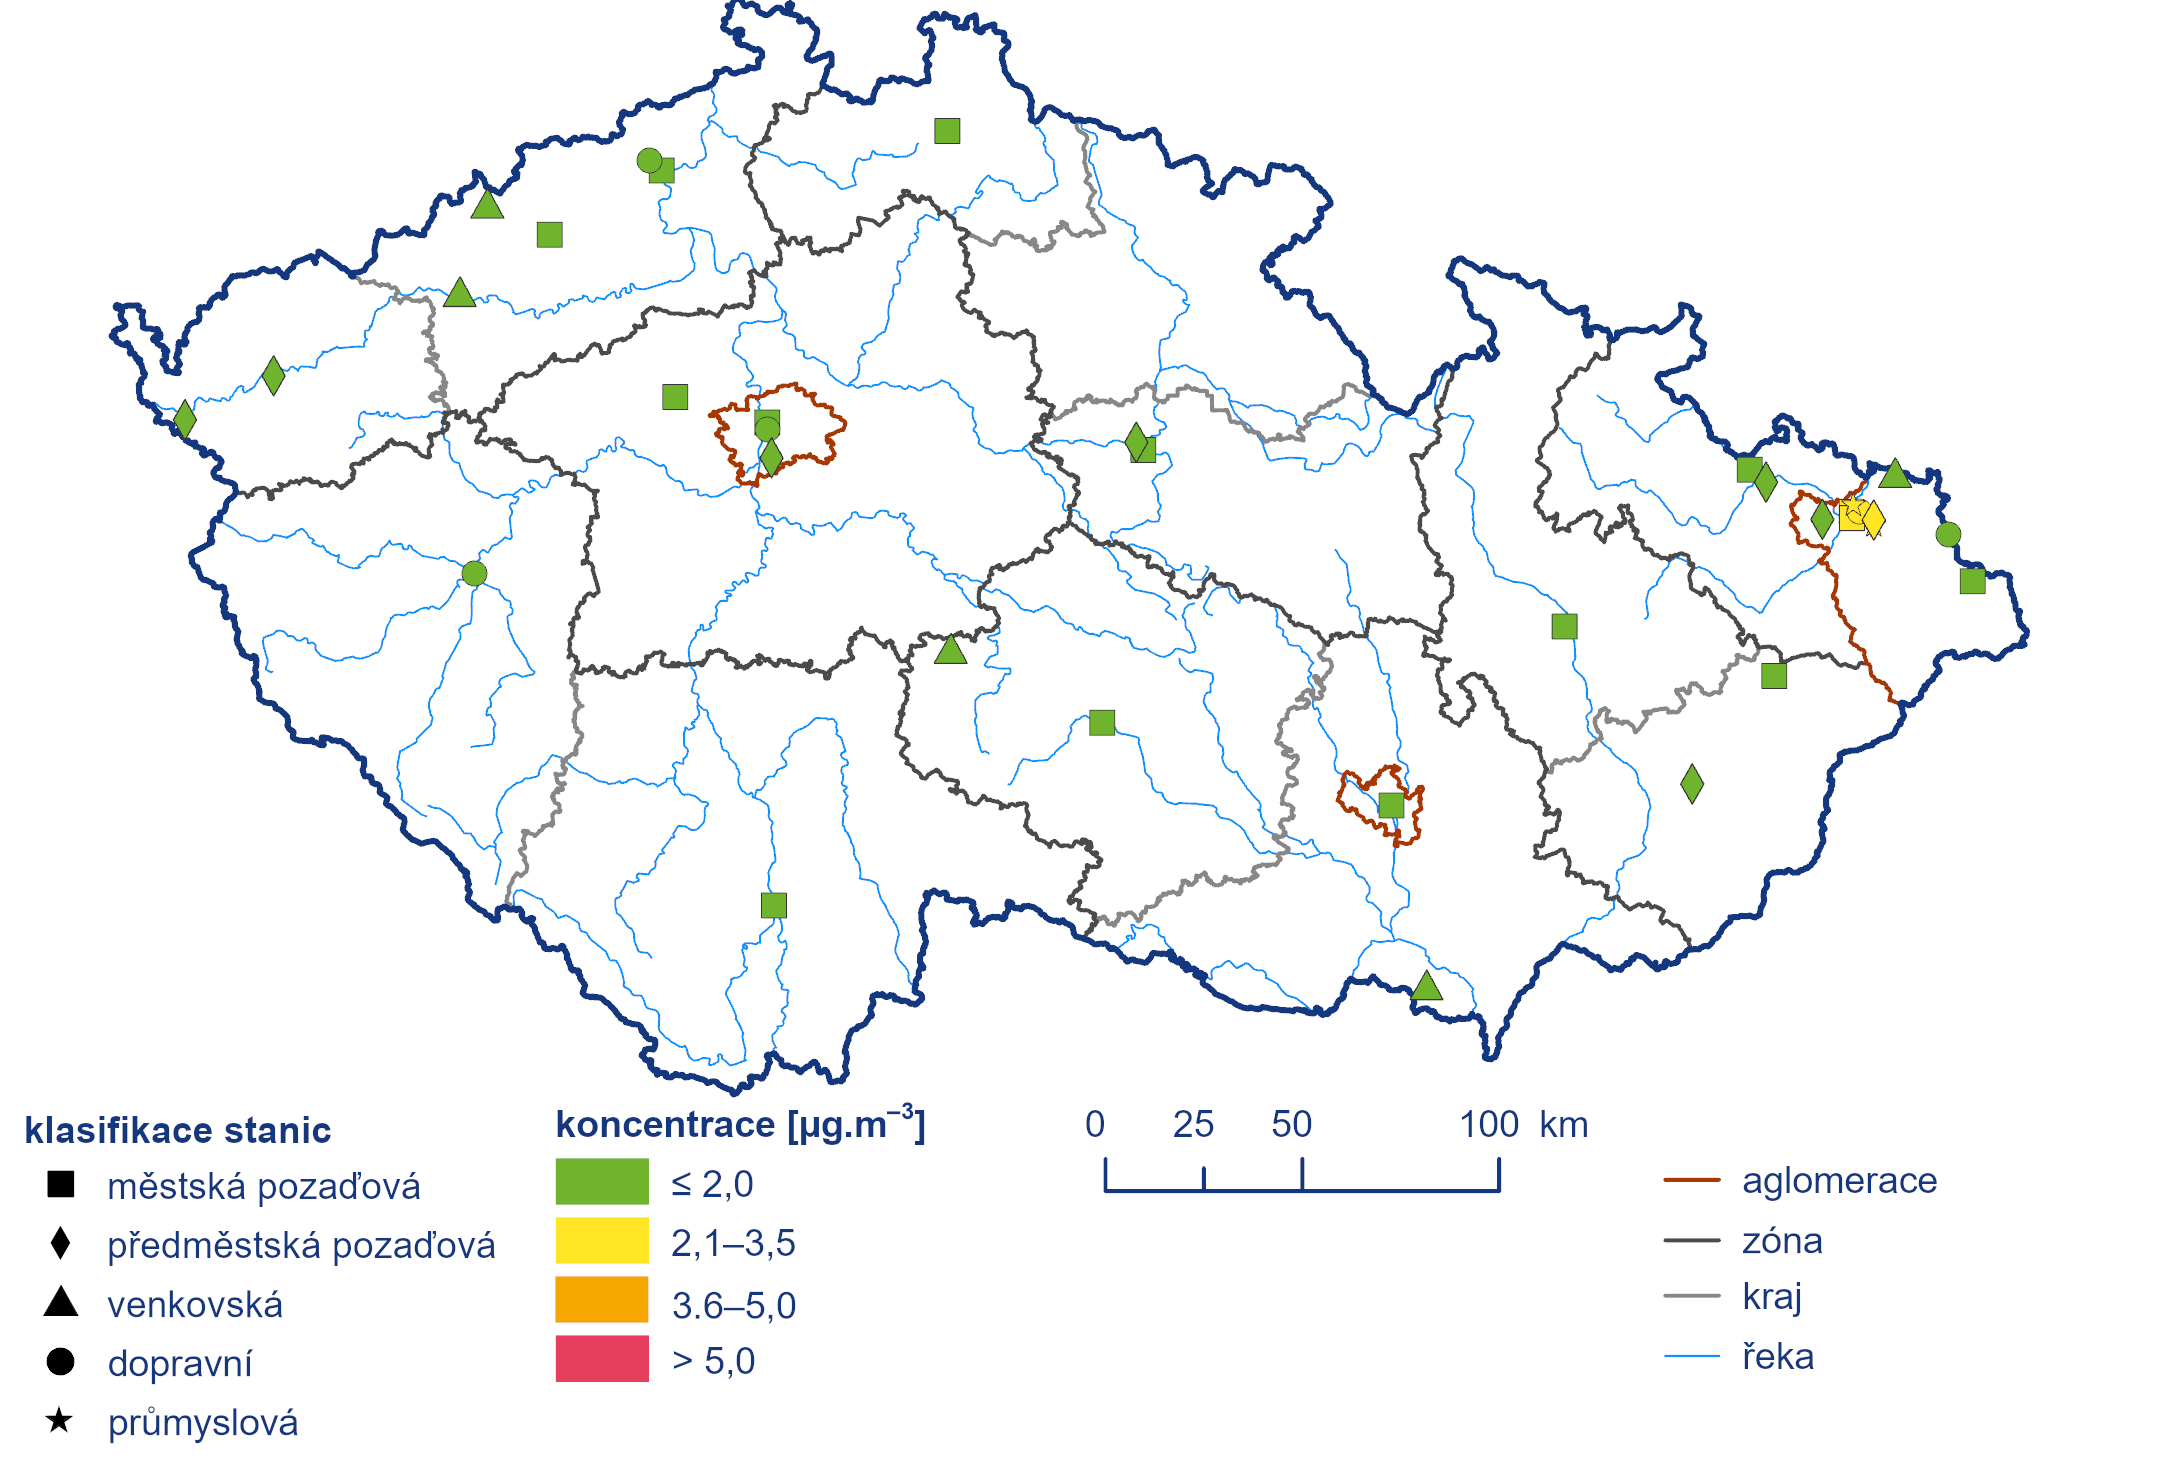 klasifikace stanic
městská pozaďová
předměstská pozaďová
venkovská
dopravní
průmyslová
koncentrace [µg.m⁻³]
≤ 2,0
2,1–3,5
3.6–5,0
> 5,0
0 25 50 100 km
aglomerace
zóna
kraj
řeka